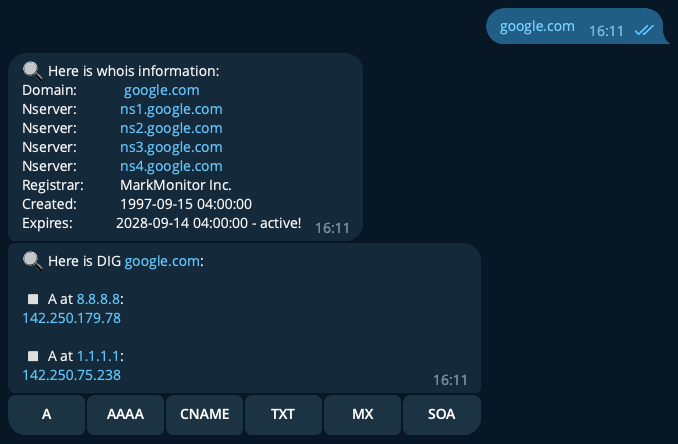 google.com 16:11
Here is whois information:
Domain: google.com
Nserver: ns1.google.com
Nserver: ns2.google.com
Nserver: ns3.google.com
Nserver: ns4.google.com
Registrar: MarkMonitor Inc.
Created: 1997-09-15 04:00:00
Expires: 2028-09-14 04:00:00 - active! 16:11
Here is DIG google.com:
A at 8.8.8.8:
142.250.179.78
A at 1.1.1.1:
142.250.75.238
16:11
A AAAA CNAME TXT MX SOA